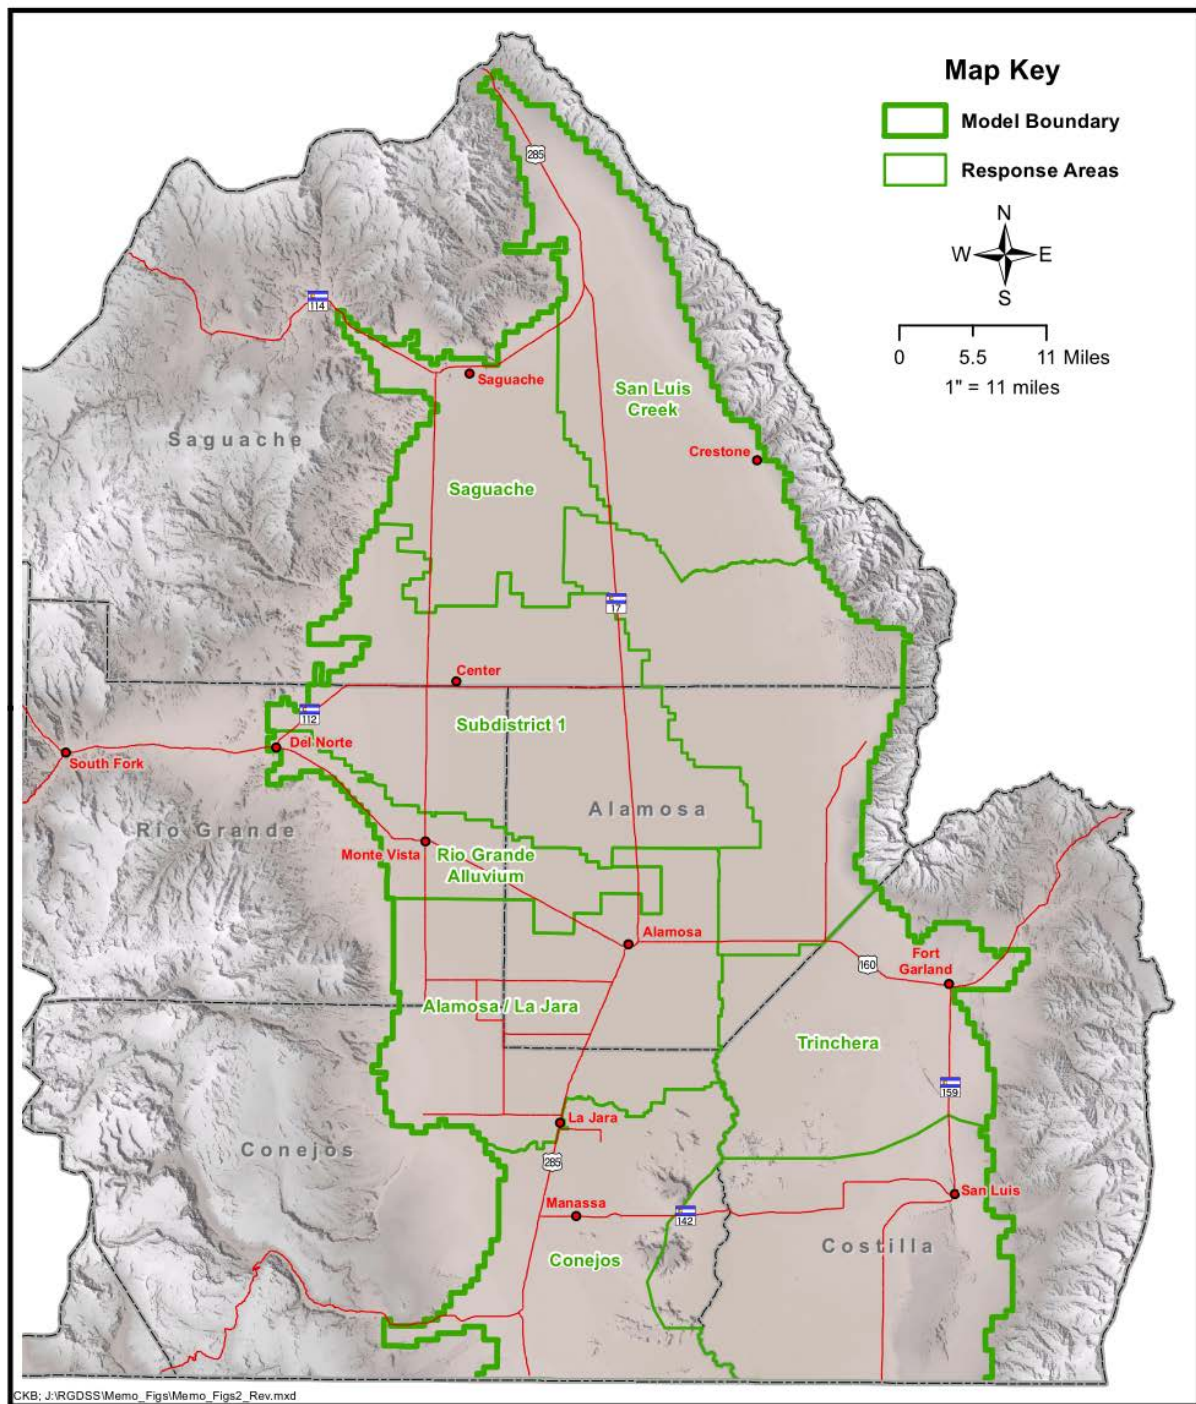 Map Key
Model Boundary
Response Areas
N
W
E
S
0
5.5
11 Miles
1" = 11 miles
285
114
Saguache
San Luis
Creek
Crestone
Saguache
Saguache
17
Center
112
Subdistrict 1
Del Norte
South Fork
Alamosa
Rio Grande
Monte Vista
Rio Grande
Alluvium
Alamosa
160
Fort
Garland
Alamosa / La Jara
Trinchera
159
La Jara
Conejos
285
San Luis
Manassa
142
Costilla
Conejos
CKB; J:\RGDSS\Memo_Figs\Memo_Figs2_Rev.mxd